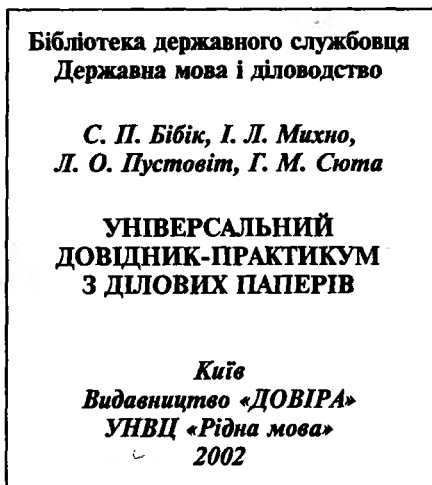 Бібліотека державного службовця
Державна мова і діловодство
С. П. Бібік, І. Л. Михно,
Л. О. Пустовіт, Г. М. Сюта
УНІВЕРСАЛЬНИЙ
ДОВІДНИК-ПРАКТИКУМ
З ДІЛОВИХ ПАПЕРІВ
Київ
Видавництво «ДОВІРА»
УНВЦ «Рідна мова»
2002